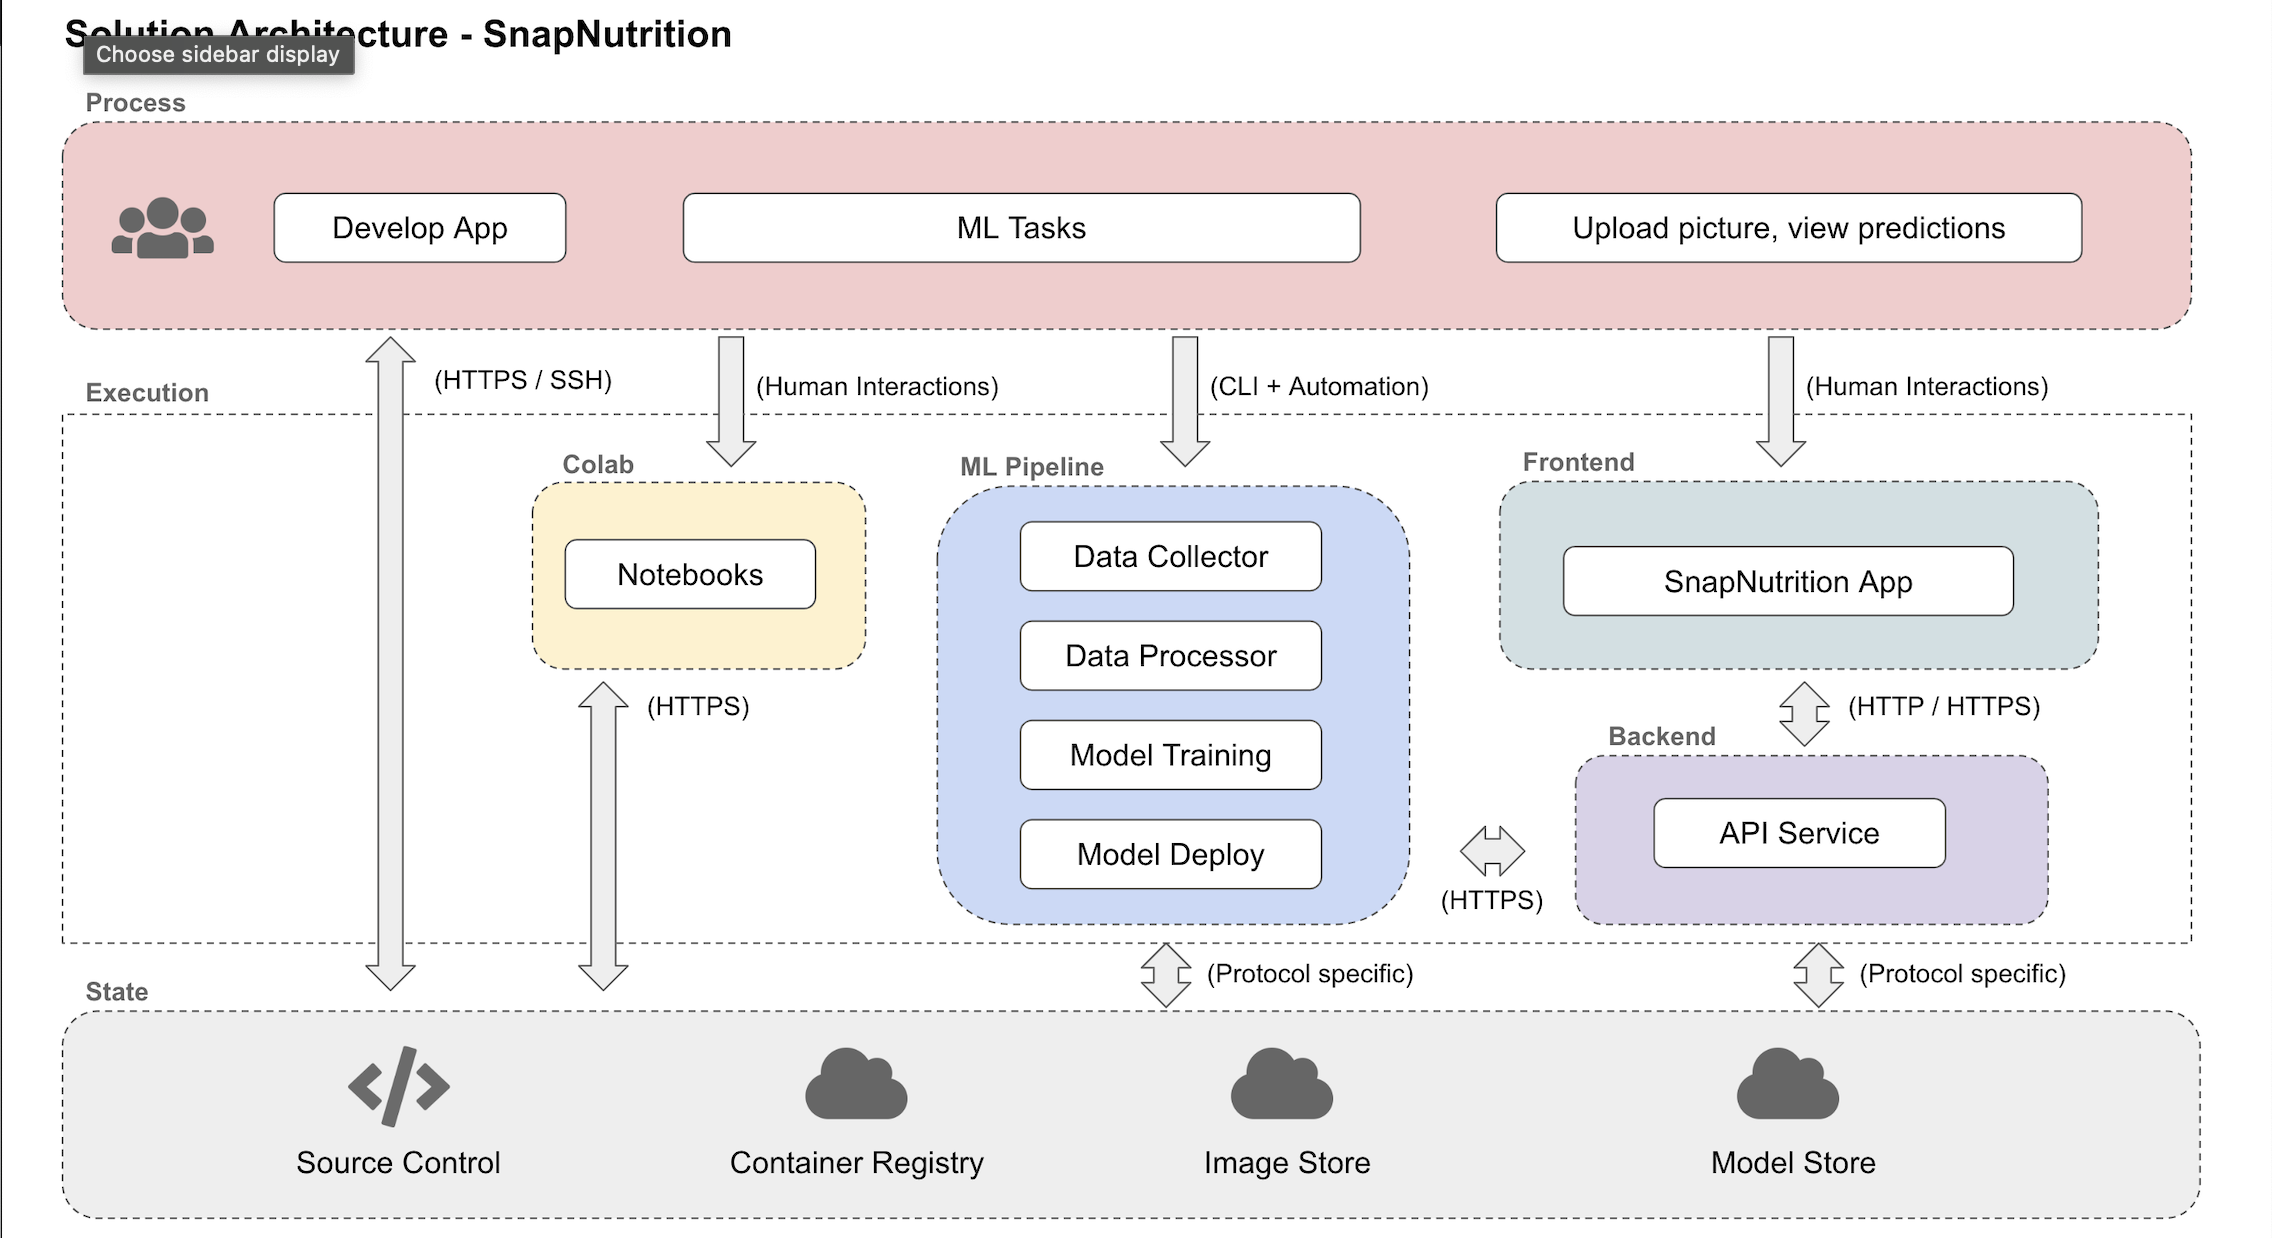 Solution Architecture - SnapNutrition
Choose sidebar display
Process
Develop App
ML Tasks
Upload picture, view predictions
(HTTPS / SSH)
(Human Interactions)
(CLI + Automation)
(Human Interactions)
Execution
Colab
ML Pipeline
Frontend
Notebooks
Data Collector
SnapNutrition App
Data Processor
(HTTPS)
(HTTP / HTTPS)
Backend
Model Training
API Service
Model Deploy
(HTTPS)
(Protocol specific)
(Protocol specific)
State
Source Control
Container Registry
Image Store
Model Store